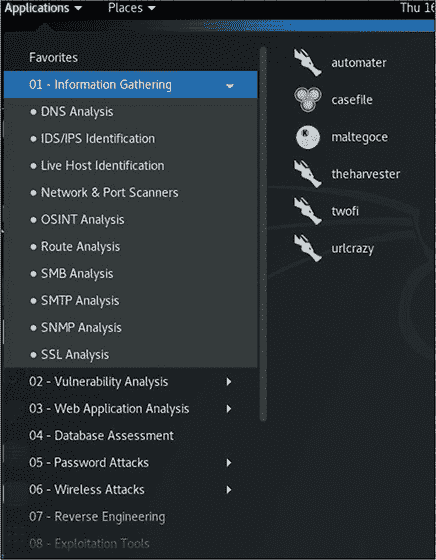 Applications ▾ Places ▾ Thu 16
Favorites
01 - Information Gathering
• DNS Analysis
• IDS/IPS Identification
• Live Host Identification
• Network & Port Scanners
• OSINT Analysis
• Route Analysis
• SMB Analysis
• SMTP Analysis
• SNMP Analysis
• SSL Analysis
02 - Vulnerability Analysis
03 - Web Application Analysis
04 - Database Assessment
05 - Password Attacks
06 - Wireless Attacks
07 - Reverse Engineering
08 - Exploitation Tools
automater
casefile
maltegoce
theharvester
twofi
urlcrazy